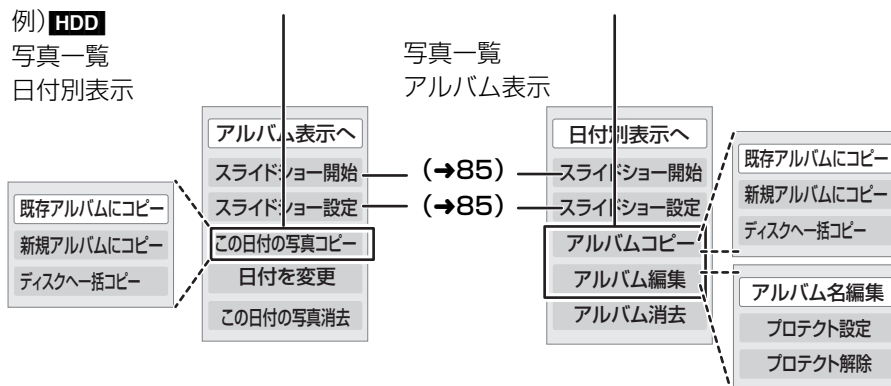 例) HDD
写真一覧
日付別表示
写真一覧
アルバム表示
アルバム表示へ
スライドショー開始
スライドショー設定
この日付の写真コピー
日付を変更
この日付の写真消去
既存アルバムにコピー
新規アルバムにコピー
ディスクへ一括コピー
(➜85)
(➜85)
日付別表示へ
スライドショー開始
スライドショー設定
アルバムコピー
アルバム編集
アルバム消去
既存アルバムにコピー
新規アルバムにコピー
ディスクへ一括コピー
アルバム名編集
プロテクト設定
プロテクト解除